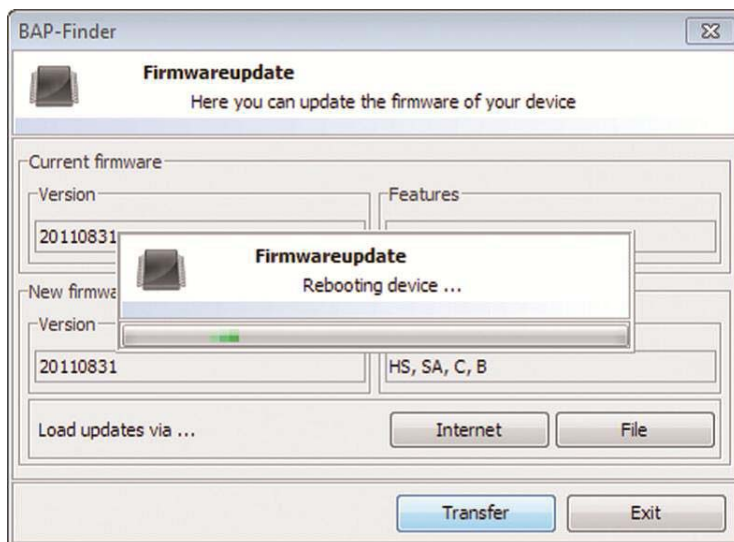 BAP-Finder
Firmwareupdate
Here you can update the firmware of your device
Current firmware
Version
Features
20110831
Firmwareupdate
Rebooting device ...
New firmwa
Version
20110831
HS, SA, C, B
Load updates via ...
Internet
File
Transfer
Exit